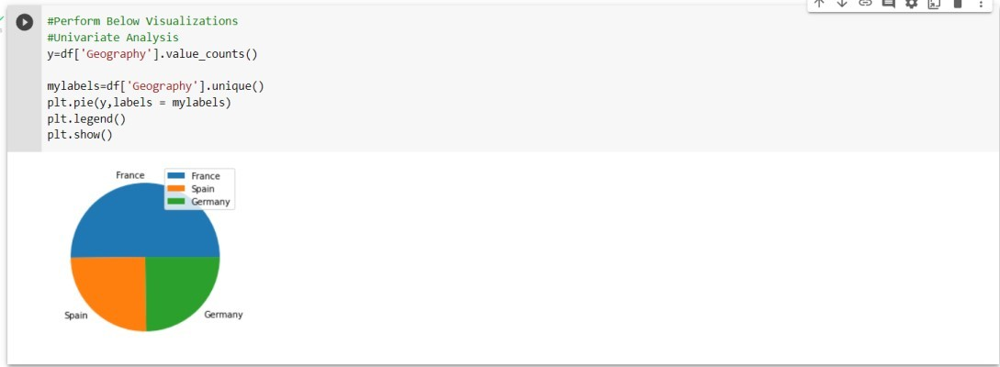 #Perform Below Visualizations
#Univariate Analysis
y=df['Geography'].value_counts()
mylabels=df['Geography'].unique()
plt.pie(y,labels = mylabels)
plt.legend()
plt.show()
France
France
Spain
Germany
Spain
Germany